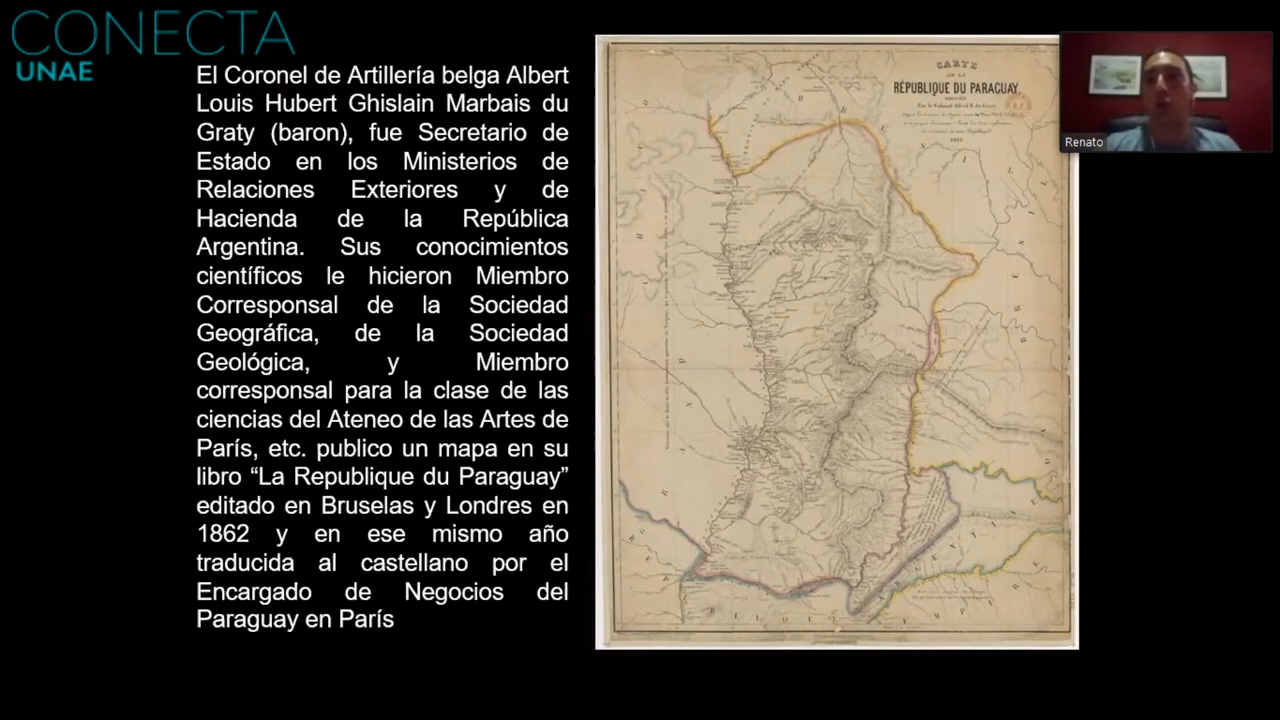 CONECTA
UNAE
El Coronel de Artillería belga Albert
Louis Hubert Ghislain Marbais du
Graty (baron), fue Secretario de
Estado en los Ministerios de
Relaciones Exteriores y de
Hacienda de la República
Argentina. Sus conocimientos
científicos le hicieron Miembro
Corresponsal de la Sociedad
Geográfica, de la Sociedad
Geológica, y Miembro
corresponsal para la clase de las
ciencias del Ateneo de las Artes de
París, etc. publico un mapa en su
libro “La Republique du Paraguay”
editado en Bruselas y Londres en
1862 y en ese mismo año
traducida al castellano por el
Encargado de Negocios del
Paraguay en París
CARTE
DE LA
RÉPUBLIQUE DU PARAGUAY,
Renato